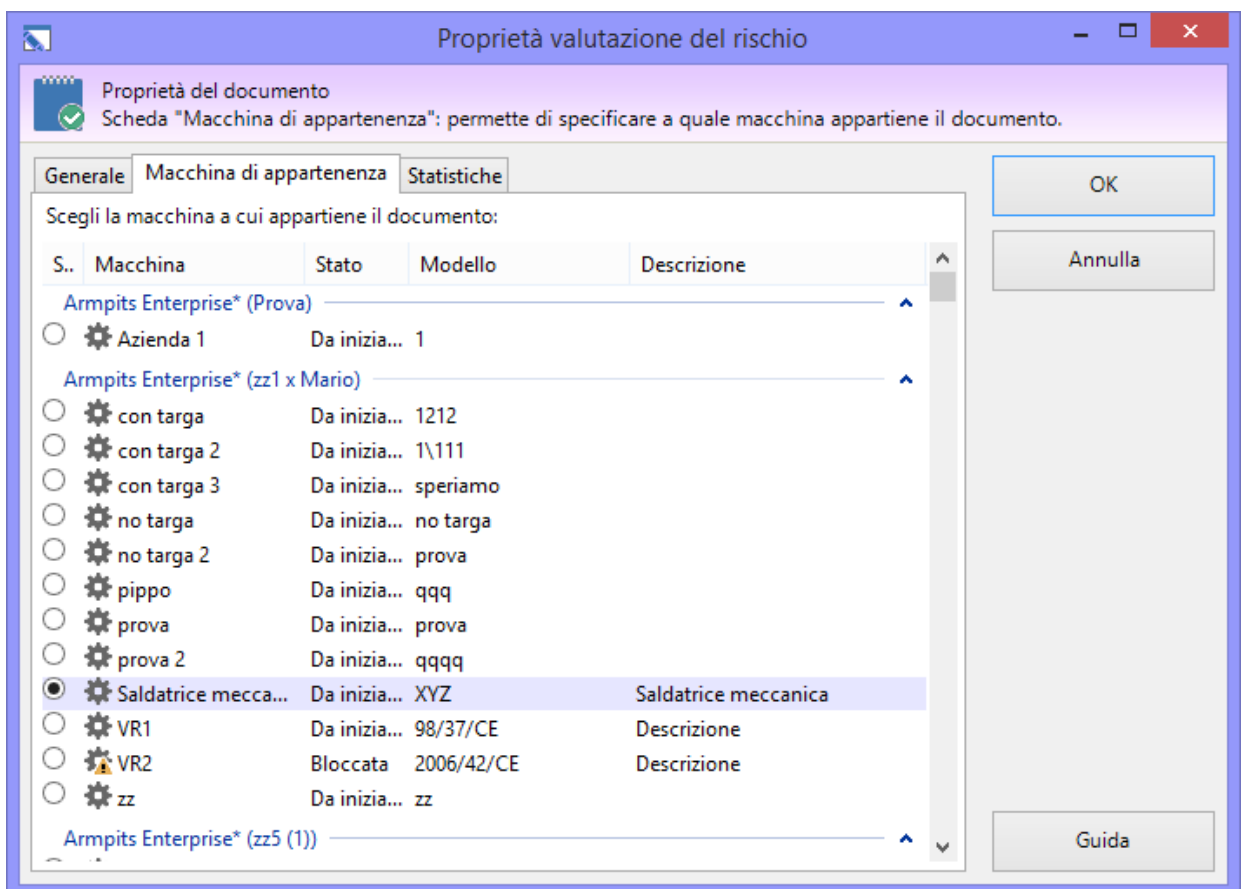 Proprietà valutazione del rischio
Proprietà del documento
Scheda "Macchina di appartenenza": permette di specificare a quale macchina appartiene il documento.
Generale Macchina di appartenenza Statistiche
OK
Scegli la macchina a cui appartiene il documento:
Annulla
S.. Macchina Stato Modello Descrizione
Armpits Enterprise* (Prova)
Azienda 1 Da inizia... 1
Armpits Enterprise* (zz1 x Mario)
con targa Da inizia... 1212
con targa 2 Da inizia... 1\111
con targa 3 Da inizia... speriamo
no targa Da inizia... no targa
no targa 2 Da inizia... prova
pippo Da inizia... qqq
prova Da inizia... prova
prova 2 Da inizia... qqqq
Saldatrice mecca... Da inizia... XYZ Saldatrice meccanica
VR1 Da inizia... 98/37/CE Descrizione
VR2 Bloccata 2006/42/CE Descrizione
zz Da inizia... zz
Armpits Enterprise* (zz5 (1))
Guida